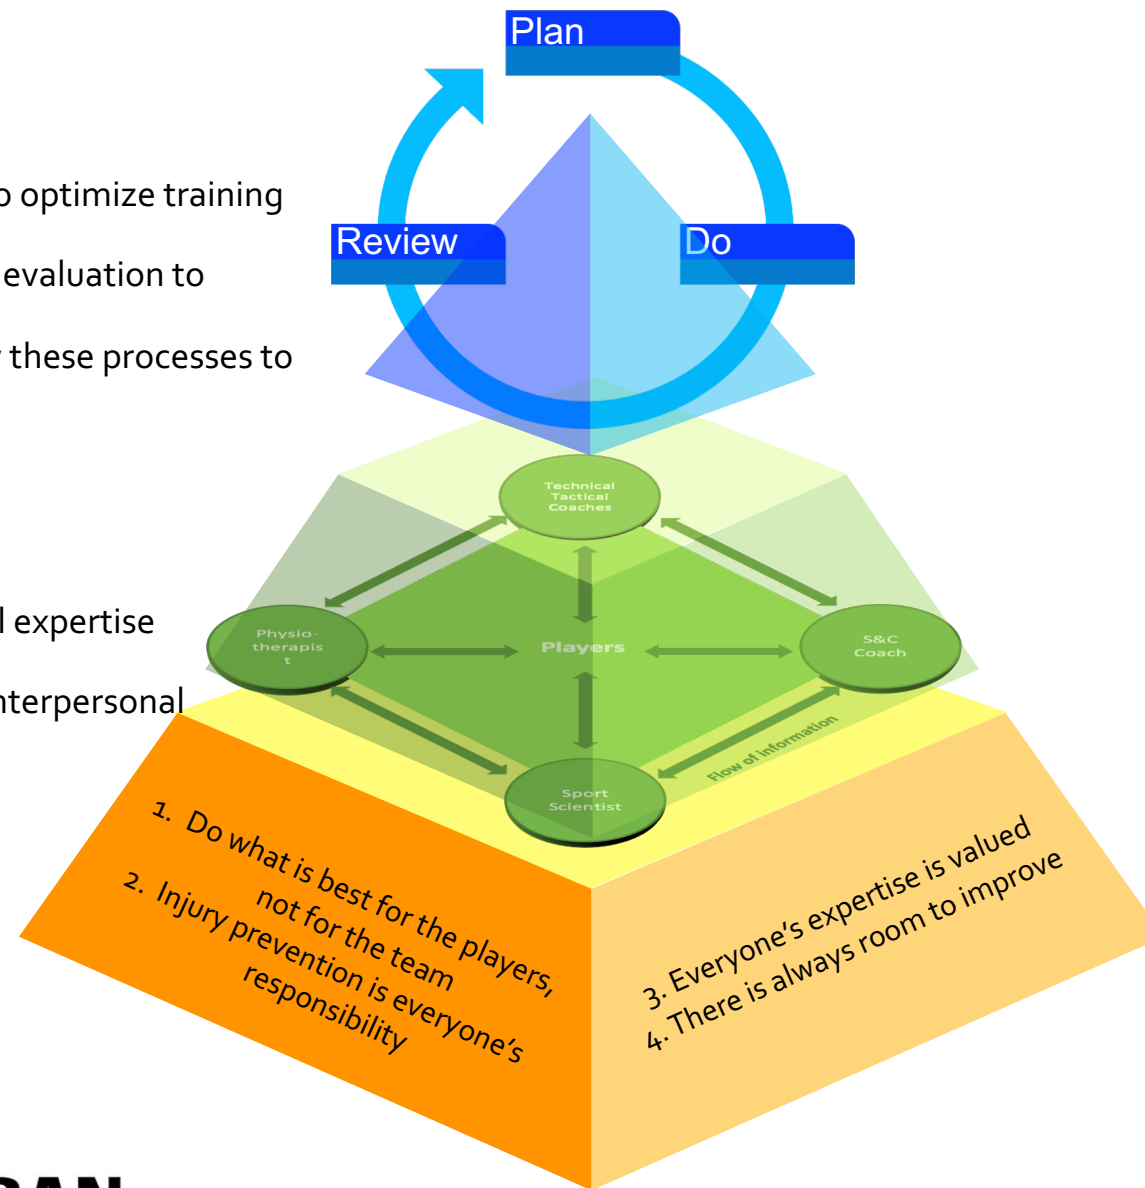 Plan
o optimize training
Review
Do
evaluation to
these processes to
Technical
Tactical
Coaches
l expertise
Physio-
therapis
t
Players
S&C
Coach
nterpersonal
Flow of information
Sport
Scientist
1. Do what is best for the players,
not for the team
2. Injury prevention is everyone's
responsibility
3. Everyone's expertise is valued
4. There is always room to improve